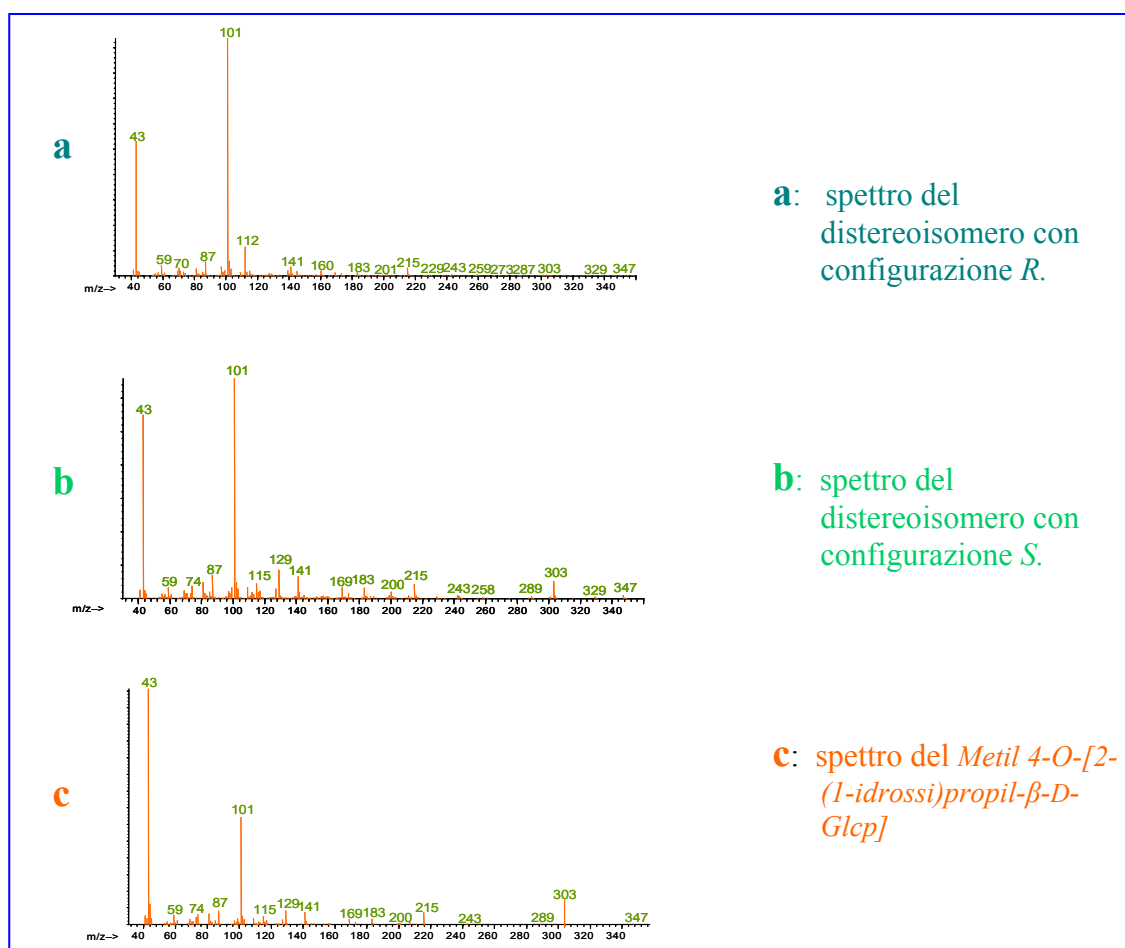 101
43
a
112
59 70 87 141 160 183 201 215 229 243 259 273 287 303 329 347
m/z-->
40 60 80 100 120 140 160 180 200 220 240 260 280 300 320 340
a: spettro del
distereoisomero con
configurazione R.
101
43
b
129
59 74 87 115 141 169 183 200 215 243 258 289 303 329 347
m/z-->
40 60 80 100 120 140 160 180 200 220 240 260 280 300 320 340
b: spettro del
distereoisomero con
configurazione S.
43
101
c
303
59 74 87 115 129 141 169 183 200 215 243 289 347
m/z-->
40 60 80 100 120 140 160 180 200 220 240 260 280 300 320 340
c: spettro del Metil 4-O-[2-
(1-idrossi)propil-β-D-
Glcp]